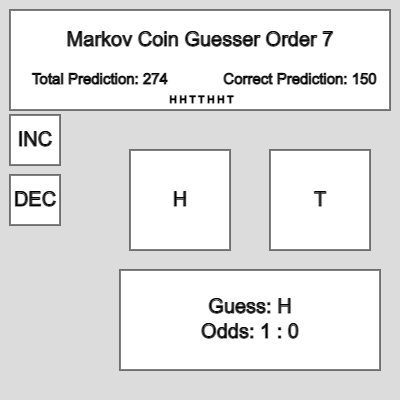 Markov Coin Guesser Order 7
Total Prediction: 274 Correct Prediction: 150
HHTTHHT
INC
DEC
H T
Guess: H
Odds: 1 : 0